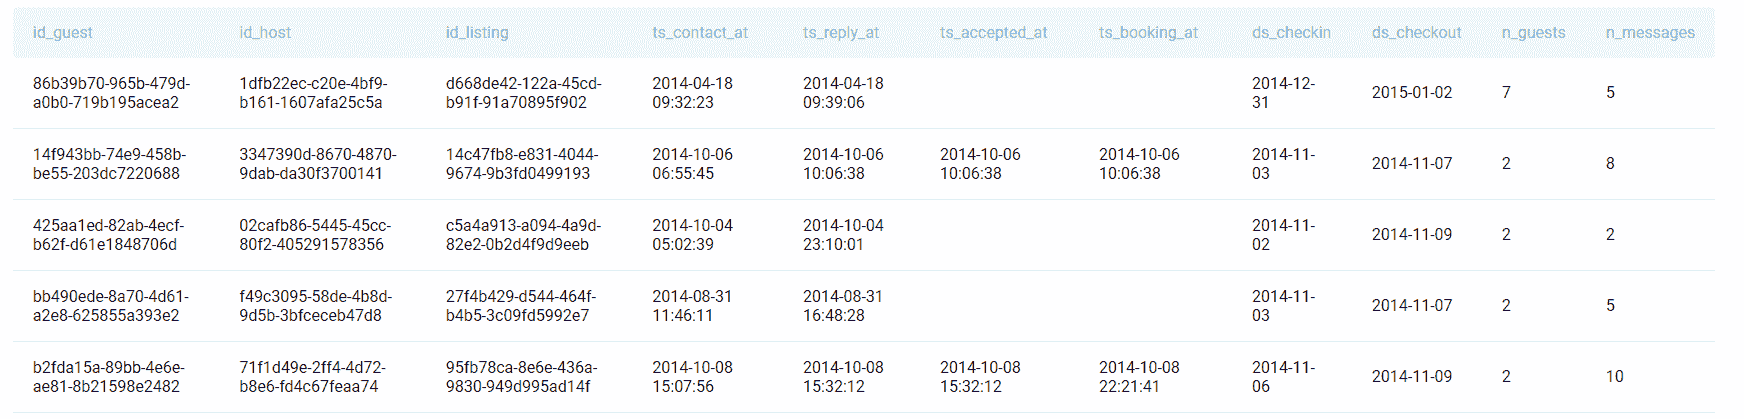 id_guest id_host id_listing ts_contact_at ts_reply_at ts_accepted_at ts_booking_at ds_checkin ds_checkout n_guests n_messages
86b39b70-965b-479d- 1dfb22ec-c20e-4bf9- d668de42-122a-45cd- 2014-04-18 2014-04-18 2014-12- 2015-01-02 7 5
a0b0-719b195acea2 b161-1607afa25c5a b91f-91a70895f902 09:32:23 09:39:06 31
14f943bb-74e9-458b- 3347390d-8670-4870- 14c47fb8-e831-4044- 2014-10-06 2014-10-06 2014-10-06 2014-10-06 2014-11- 2014-11-07 2 8
be55-203dc7220688 9dab-da30f3700141 9674-9b3fd0499193 06:55:45 10:06:38 10:06:38 10:06:38 03
425aa1ed-82ab-4ecf- 02cafb86-5445-45cc- c5a4a913-a094-4a9d- 2014-10-04 2014-10-04 2014-11- 2014-11-09 2 2
b62f-d61e1848706d 80f2-405291578356 82e2-0b2d4f9d9eeb 05:02:39 23:10:01 02
bb490ede-8a70-4d61- f49c3095-58de-4b8d- 27f4b429-d544-464f- 2014-08-31 2014-08-31 2014-11- 2014-11-07 2 5
a2e8-625855a393e2 9d5b-3bfceceb47d8 b4b5-3c09fd5992e7 11:46:11 16:48:28 03
b2fda15a-89bb-4e6e- 71f1d49e-2ff4-4d72- 95fb78ca-8e6e-436a- 2014-10-08 2014-10-08 2014-10-08 2014-10-08 2014-11- 2014-11-09 2 10
ae81-8b21598e2482 b8e6-fd4c67feaa74 9830-949d995ad14f 15:07:56 15:32:12 15:32:12 22:21:41 06